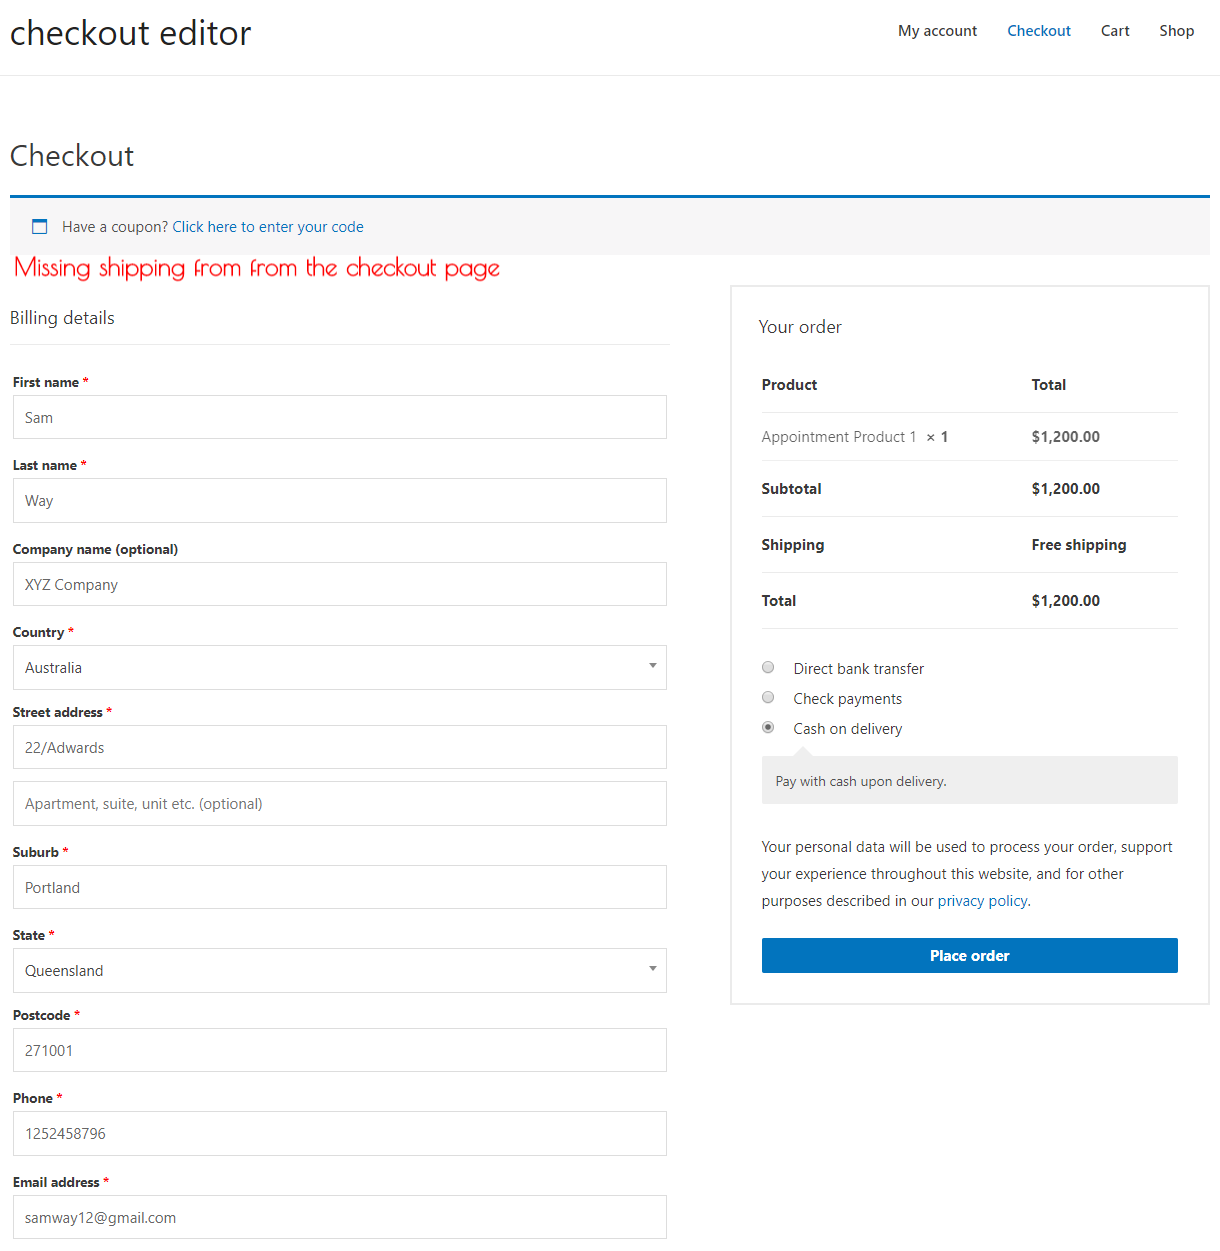 checkout editor
My account Checkout Cart Shop
Checkout
Have a coupon? Click here to enter your code
Missing shipping from from the checkout page
Billing details
First name *
Sam
Last name *
Way
Company name (optional)
XYZ Company
Country *
Australia
Street address *
22/Adwards
Apartment, suite, unit etc. (optional)
Suburb *
Portland
State *
Queensland
Postcode *
271001
Phone *
1252458796
Email address *
samway12@gmail.com
Your order
Product Total
Appointment Product 1 × 1 $1,200.00
Subtotal $1,200.00
Shipping Free shipping
Total $1,200.00
Direct bank transfer
Check payments
Cash on delivery
Pay with cash upon delivery.
Your personal data will be used to process your order, support
your experience throughout this website, and for other
purposes described in our privacy policy.
Place order